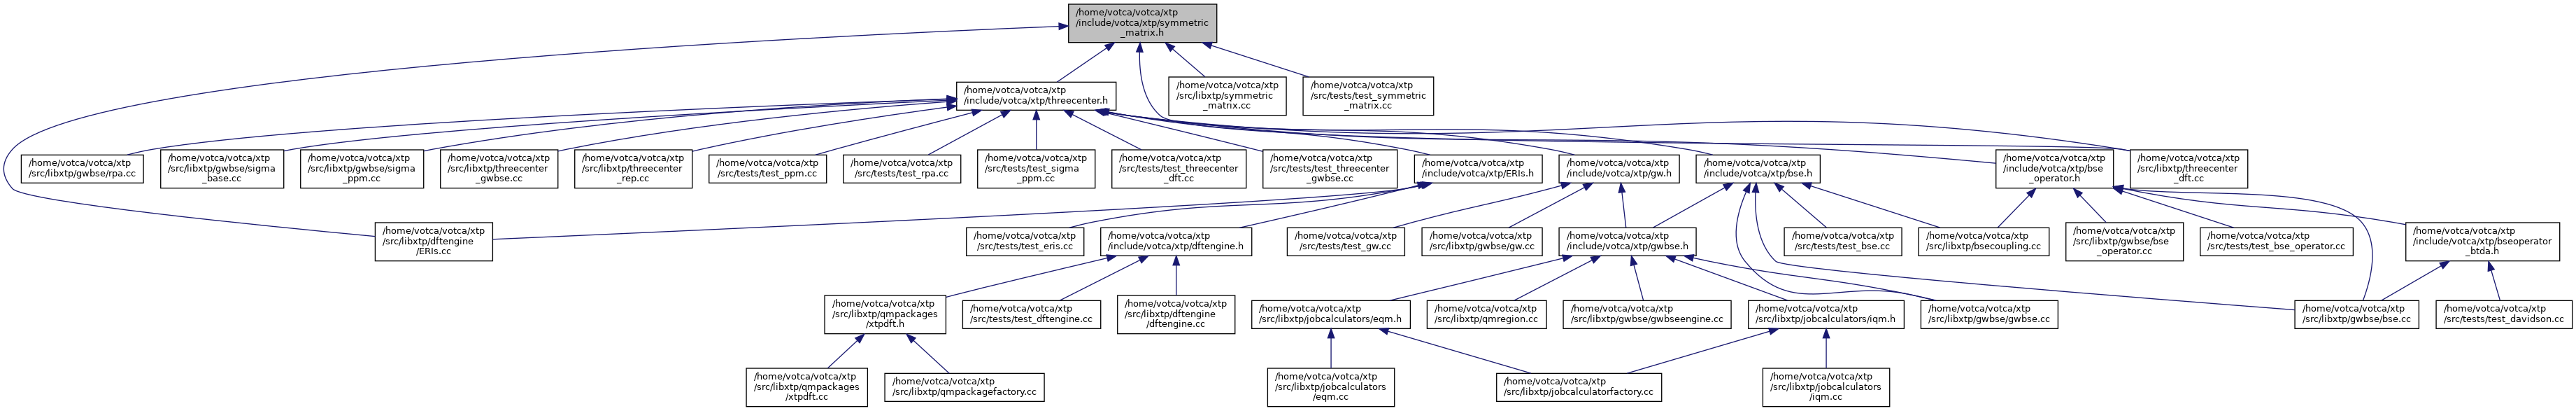 /home/votca/votca/xtp
/include/votca/xtp/symmetric
_matrix.h
/home/votca/votca/xtp
/include/votca/xtp/threecenter.h
/home/votca/votca/xtp
/src/libxtp/symmetric
_matrix.cc
/home/votca/votca/xtp
/src/tests/test_symmetric
_matrix.cc
/home/votca/votca/xtp
/src/libxtp/gwbse/rpa.cc
/home/votca/votca/xtp
/src/libxtp/gwbse/sigma
_base.cc
/home/votca/votca/xtp
/src/libxtp/gwbse/sigma
_ppm.cc
/home/votca/votca/xtp
/src/libxtp/threecenter
_gwbse.cc
/home/votca/votca/xtp
/src/libxtp/threecenter
_rep.cc
/home/votca/votca/xtp
/src/tests/test_ppm.cc
/home/votca/votca/xtp
/src/tests/test_rpa.cc
/home/votca/votca/xtp
/src/tests/test_sigma
_ppm.cc
/home/votca/votca/xtp
/src/tests/test_threecenter
_dft.cc
/home/votca/votca/xtp
/src/tests/test_threecenter
_gwbse.cc
/home/votca/votca/xtp
/include/votca/xtp/ERIs.h
/home/votca/votca/xtp
/include/votca/xtp/gw.h
/home/votca/votca/xtp
/include/votca/xtp/bse.h
/home/votca/votca/xtp
/include/votca/xtp/bse
_operator.h
/home/votca/votca/xtp
/src/libxtp/threecenter
_dft.cc
/home/votca/votca/xtp
/src/libxtp/dftengine
/ERIs.cc
/home/votca/votca/xtp
/src/tests/test_eris.cc
/home/votca/votca/xtp
/include/votca/xtp/dftengine.h
/home/votca/votca/xtp
/src/tests/test_gw.cc
/home/votca/votca/xtp
/src/libxtp/gwbse/gw.cc
/home/votca/votca/xtp
/include/votca/xtp/gwbse.h
/home/votca/votca/xtp
/src/tests/test_bse.cc
/home/votca/votca/xtp
/src/libxtp/bsecoupling.cc
/home/votca/votca/xtp
/src/libxtp/gwbse/bse
_operator.cc
/home/votca/votca/xtp
/src/tests/test_bse_operator.cc
/home/votca/votca/xtp
/include/votca/xtp/bseoperator
_btda.h
/home/votca/votca/xtp
/src/libxtp/qmpackages
/xtpdft.h
/home/votca/votca/xtp
/src/tests/test_dftengine.cc
/home/votca/votca/xtp
/src/libxtp/dftengine
/dftengine.cc
/home/votca/votca/xtp
/src/libxtp/jobcalculators/eqm.h
/home/votca/votca/xtp
/src/libxtp/qmregion.cc
/home/votca/votca/xtp
/src/libxtp/gwbse/gwbseengine.cc
/home/votca/votca/xtp
/src/libxtp/jobcalculators/iqm.h
/home/votca/votca/xtp
/src/libxtp/gwbse/gwbse.cc
/home/votca/votca/xtp
/src/libxtp/gwbse/bse.cc
/home/votca/votca/xtp
/src/tests/test_davidson.cc
/home/votca/votca/xtp
/src/libxtp/qmpackages
/xtpdft.cc
/home/votca/votca/xtp
/src/libxtp/qmpackagefactory.cc
/home/votca/votca/xtp
/src/libxtp/jobcalculators
/eqm.cc
/home/votca/votca/xtp
/src/libxtp/jobcalculatorfactory.cc
/home/votca/votca/xtp
/src/libxtp/jobcalculators
/iqm.cc